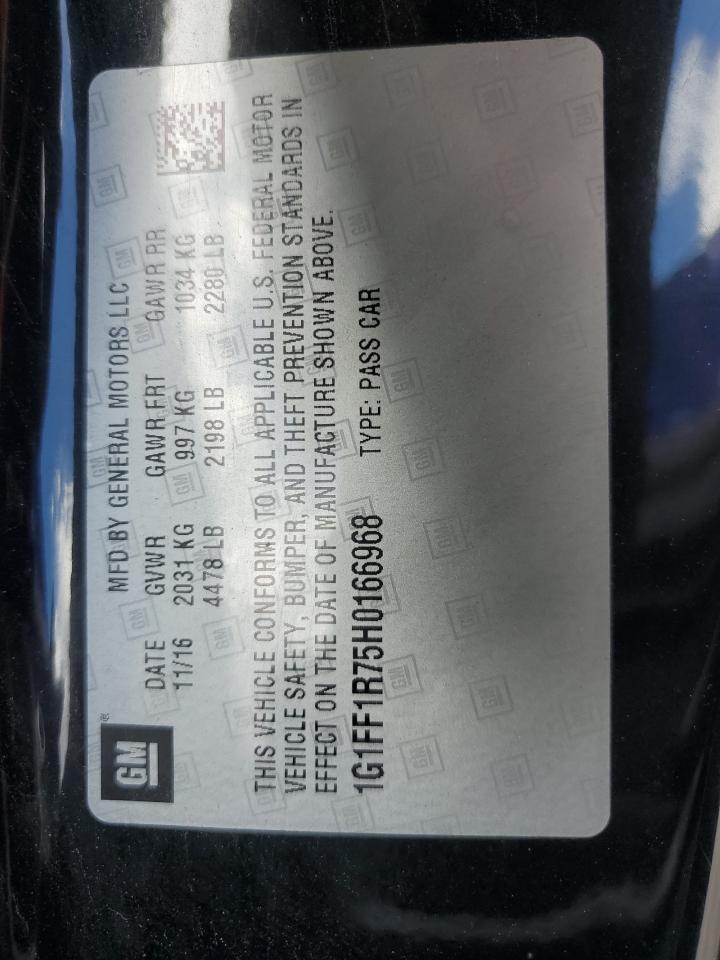 GM®
MFD BY GENERAL MOTORS LLC
DATE GVWR GAWR FRT GAWR RR
11/16 2031 KG 997 KG 1034 KG
4478 LB 2198 LB 2280 LB
THIS VEHICLE CONFORMS TO ALL APPLICABLE U.S. FEDERAL MOTOR
VEHICLE SAFETY, BUMPER, AND THEFT PREVENTION STANDARDS IN
EFFECT ON THE DATE OF MANUFACTURE SHOWN ABOVE.
1G1FF1R75H0166968 TYPE: PASS CAR